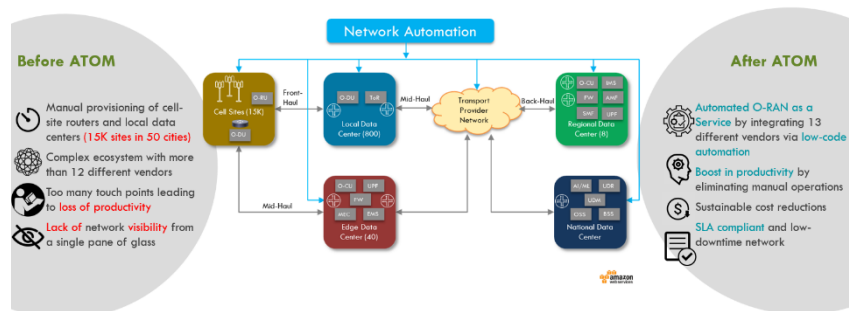 Network Automation
Before ATOM
Manual provisioning of cell-
site routers and local data
centers (15K sites in 50 cities)
Complex ecosystem with more
than 12 different vendors
Too many touch points leading
to loss of productivity
Lack of network visibility from
a single pane of glass
O-RU
Cell Sites (15K)
O-DU
Front-
Haul
O-DU
ToR
Local Data
Center (800)
Mid-Haul
Transport
Provider
Network
Back-Haul
O-CU
IMS
FW
AMF
SMF
UPF
Regional Data
Center (8)
Mid-Haul
O-CU
UPF
FW
MEC
EMS
Edge Data
Center (40)
AI/ML
UDR
UDM
OSS
BSS
National Data
Center
amazon
web services
After ATOM
Automated O-RAN as a
Service by integrating 13
different vendors via low-code
automation
Boost in productivity by
eliminating manual operations
Sustainable cost reductions
SLA compliant and low-
downtime network